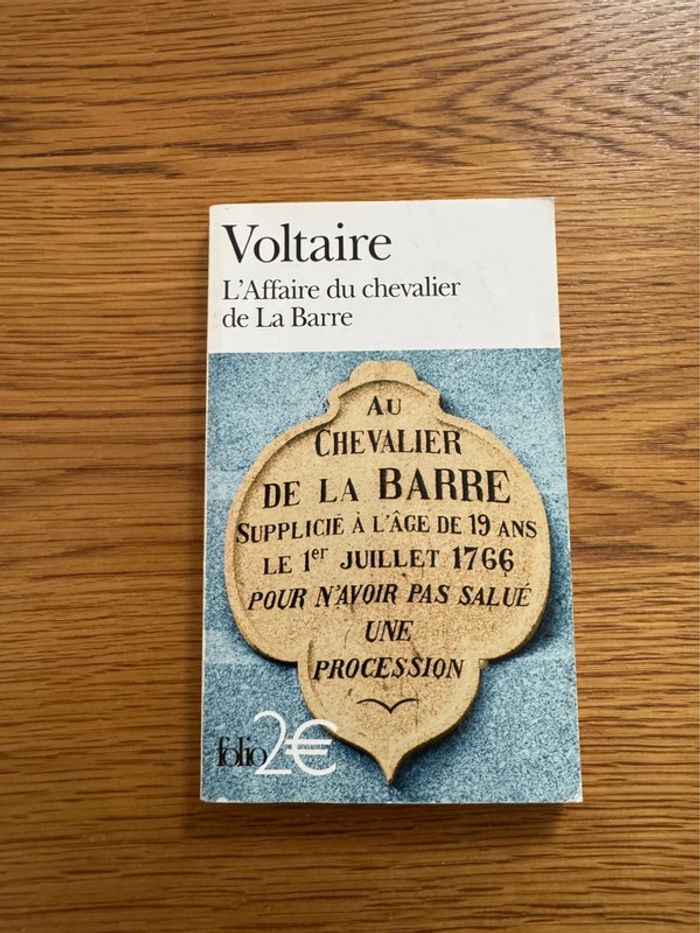 Voltaire
L'Affaire du chevalier
de La Barre
AU
CHEVALIER
DE LA BARRE
SUPPLICIÉ À L'ÂGE DE 19 ANS
LE 1er JUILLET 1766
POUR N'AVOIR PAS SALUÉ
UNE
PROCESSION
folio 2€